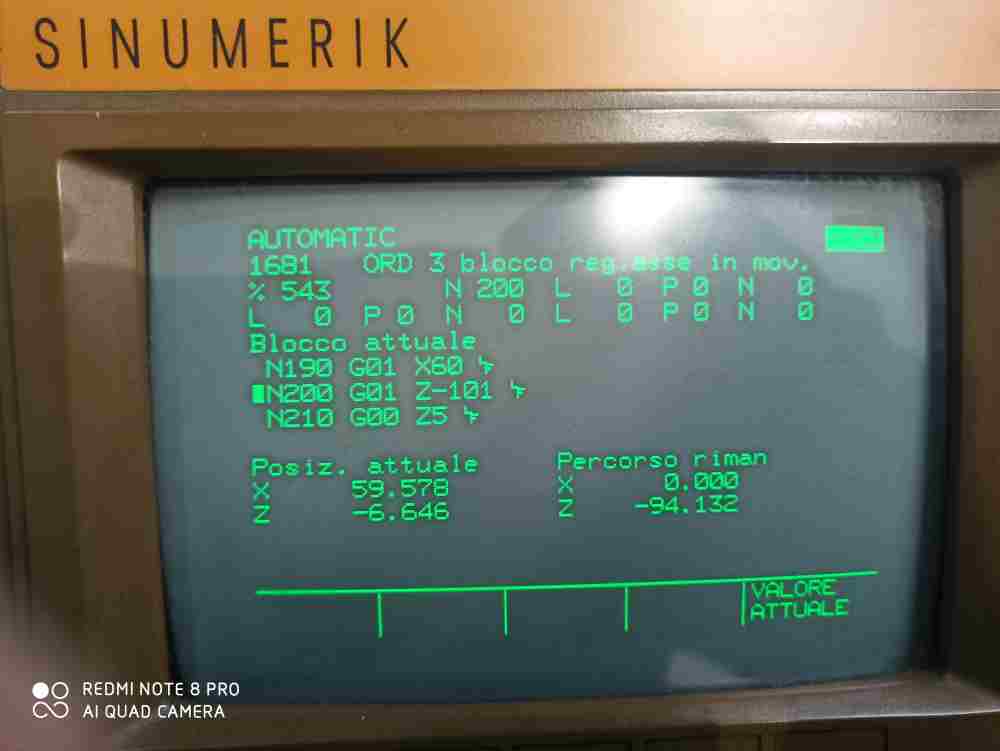 SINUMERIK
AUTOMATIC
1681 ORD 3 blocco reg.asse in mov.
% 543 N 200 L 0 P 0 N 0
L 0 P 0 N 0 L 0 P 0 N 0
Blocco attuale
N190 G01 X60
N200 G01 Z-101
N210 G00 Z5
Posiz. attuale Percorso riman
X 59.578 X 0.000
Z -6.646 Z -94.132
VALORE
ATTUALE
REDMI NOTE 8 PRO
AI QUAD CAMERA